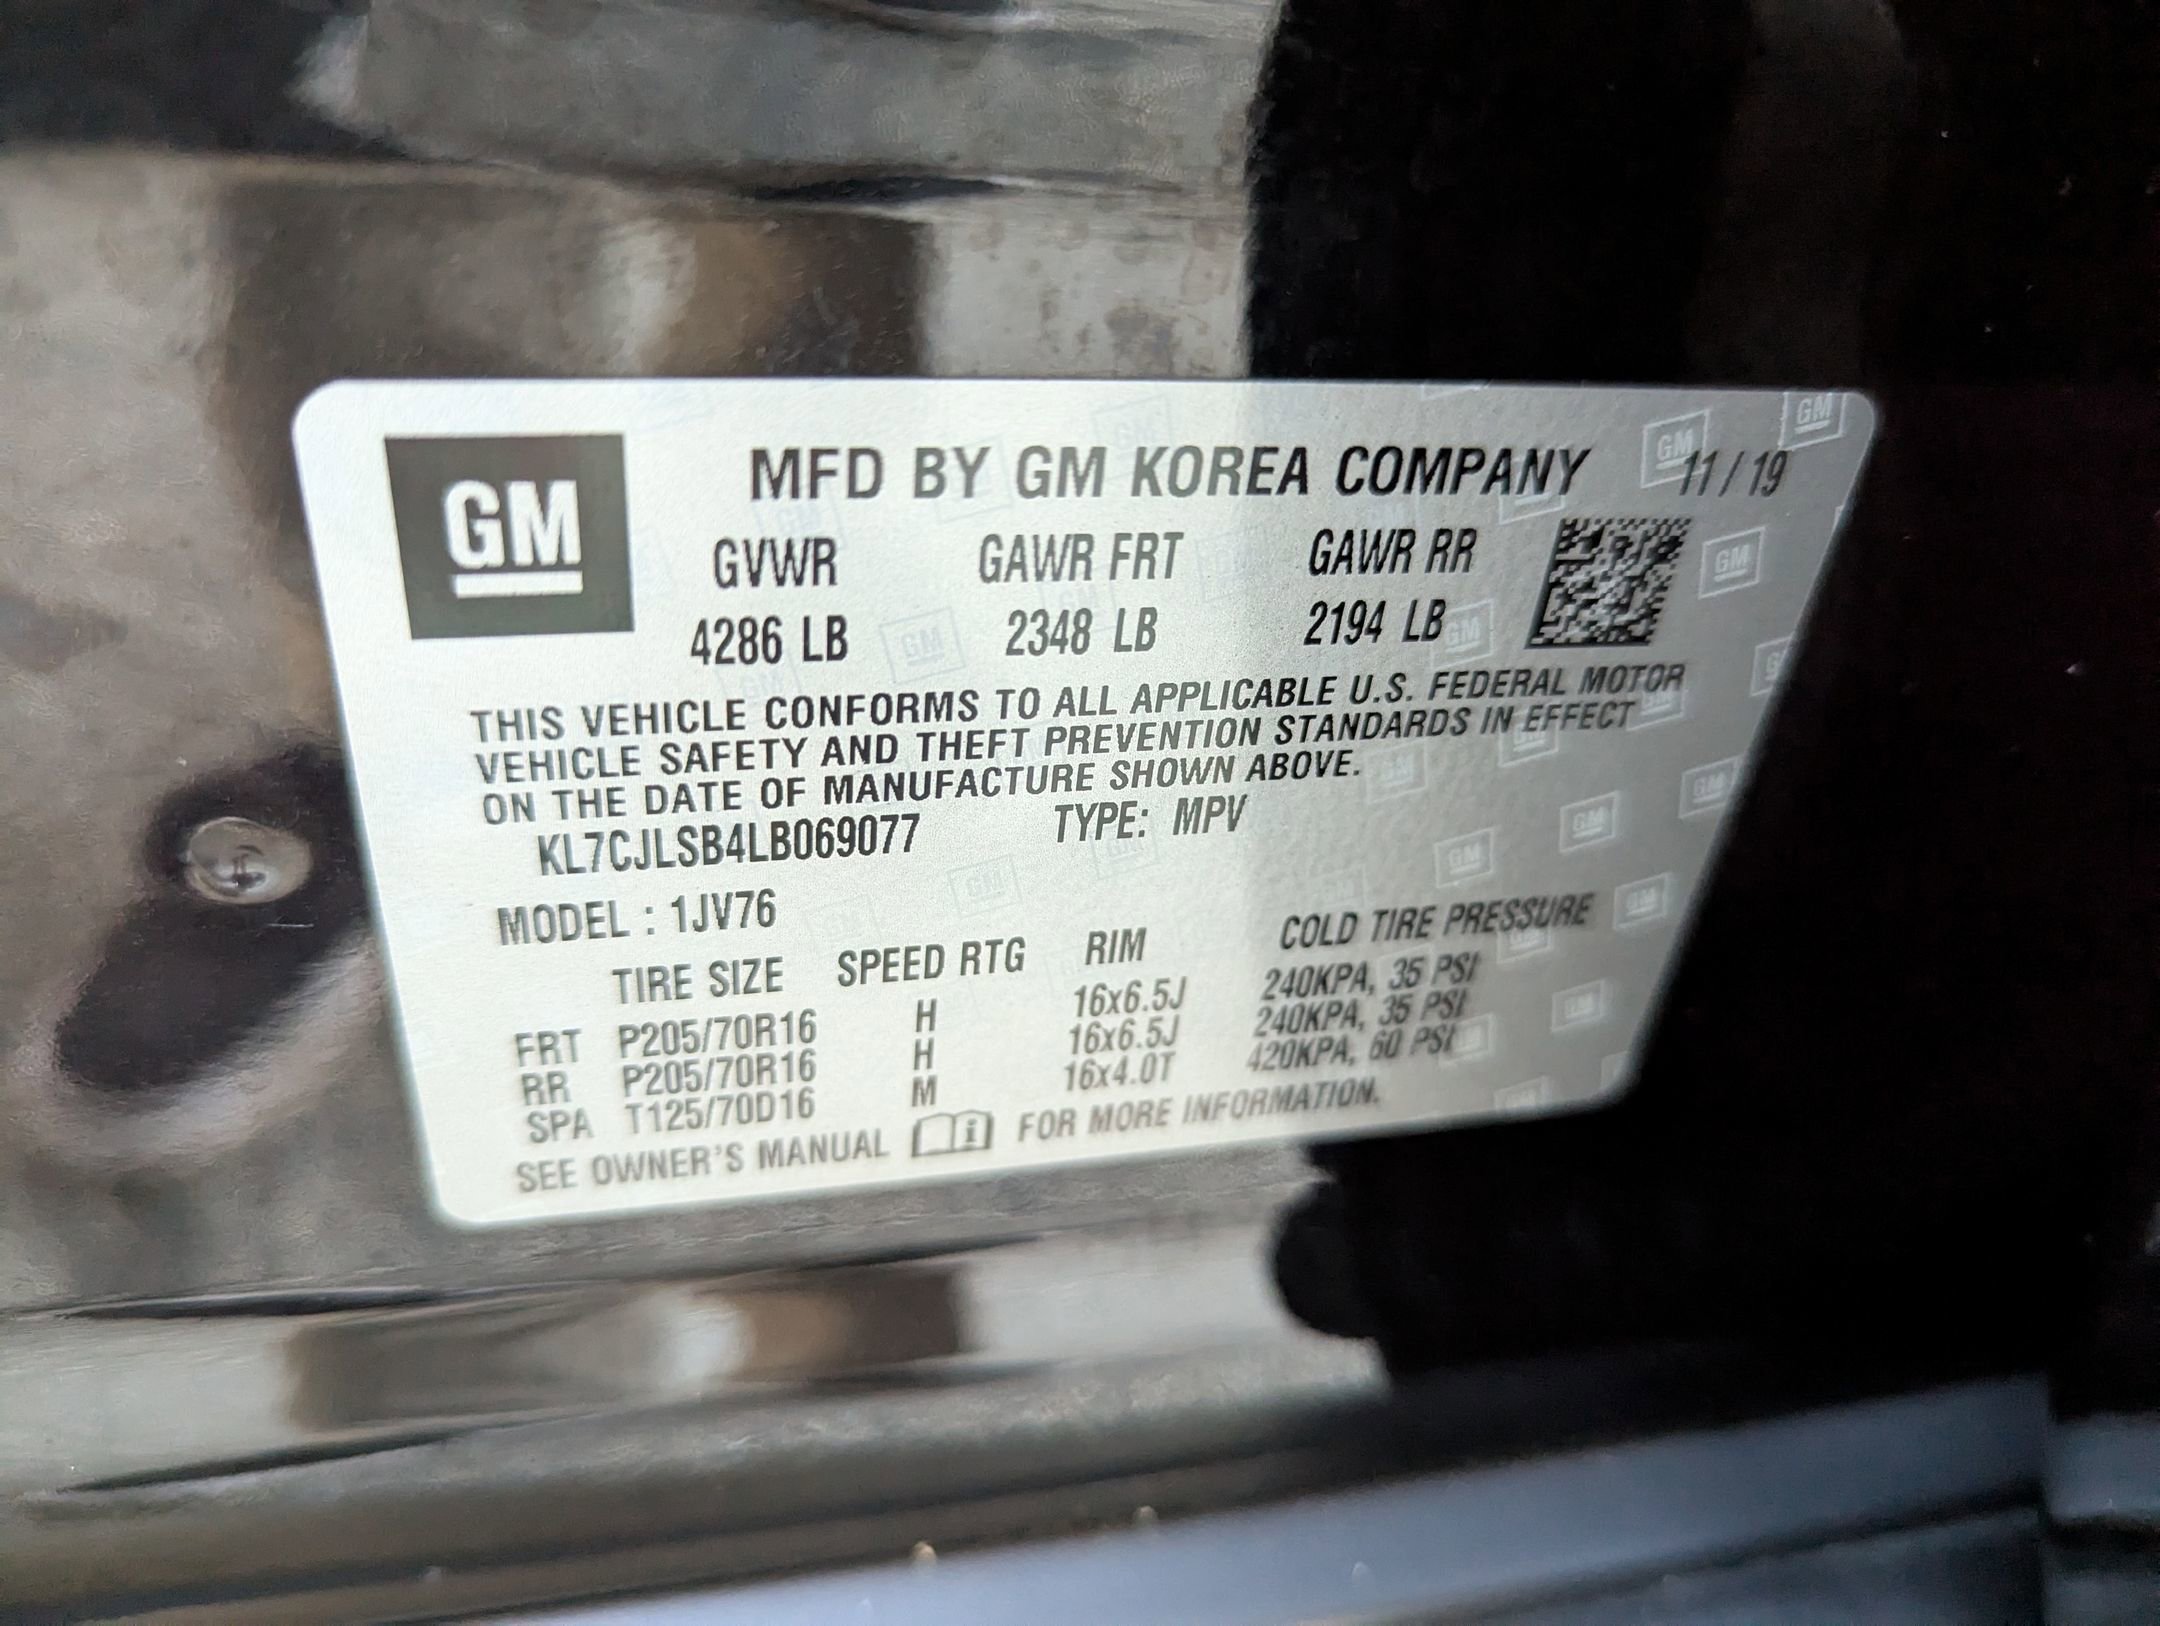 GM
MFD BY GM KOREA COMPANY 11/19
GVWR GAWR FRT GAWR RR
4286 LB 2348 LB 2194 LB
THIS VEHICLE CONFORMS TO ALL APPLICABLE U.S. FEDERAL MOTOR
VEHICLE SAFETY AND THEFT PREVENTION STANDARDS IN EFFECT
ON THE DATE OF MANUFACTURE SHOWN ABOVE.
KL7CJLSB4LB069077 TYPE: MPV
MODEL : 1JV76
TIRE SIZE SPEED RTG RIM COLD TIRE PRESSURE
FRT P205/70R16 H 16x6.5J 240KPA, 35 PSI
RR P205/70R16 H 16x6.5J 240KPA, 35 PSI
SPA T125/70D16 M 16x4.0T 420KPA, 60 PSI
SEE OWNER'S MANUAL FOR MORE INFORMATION.